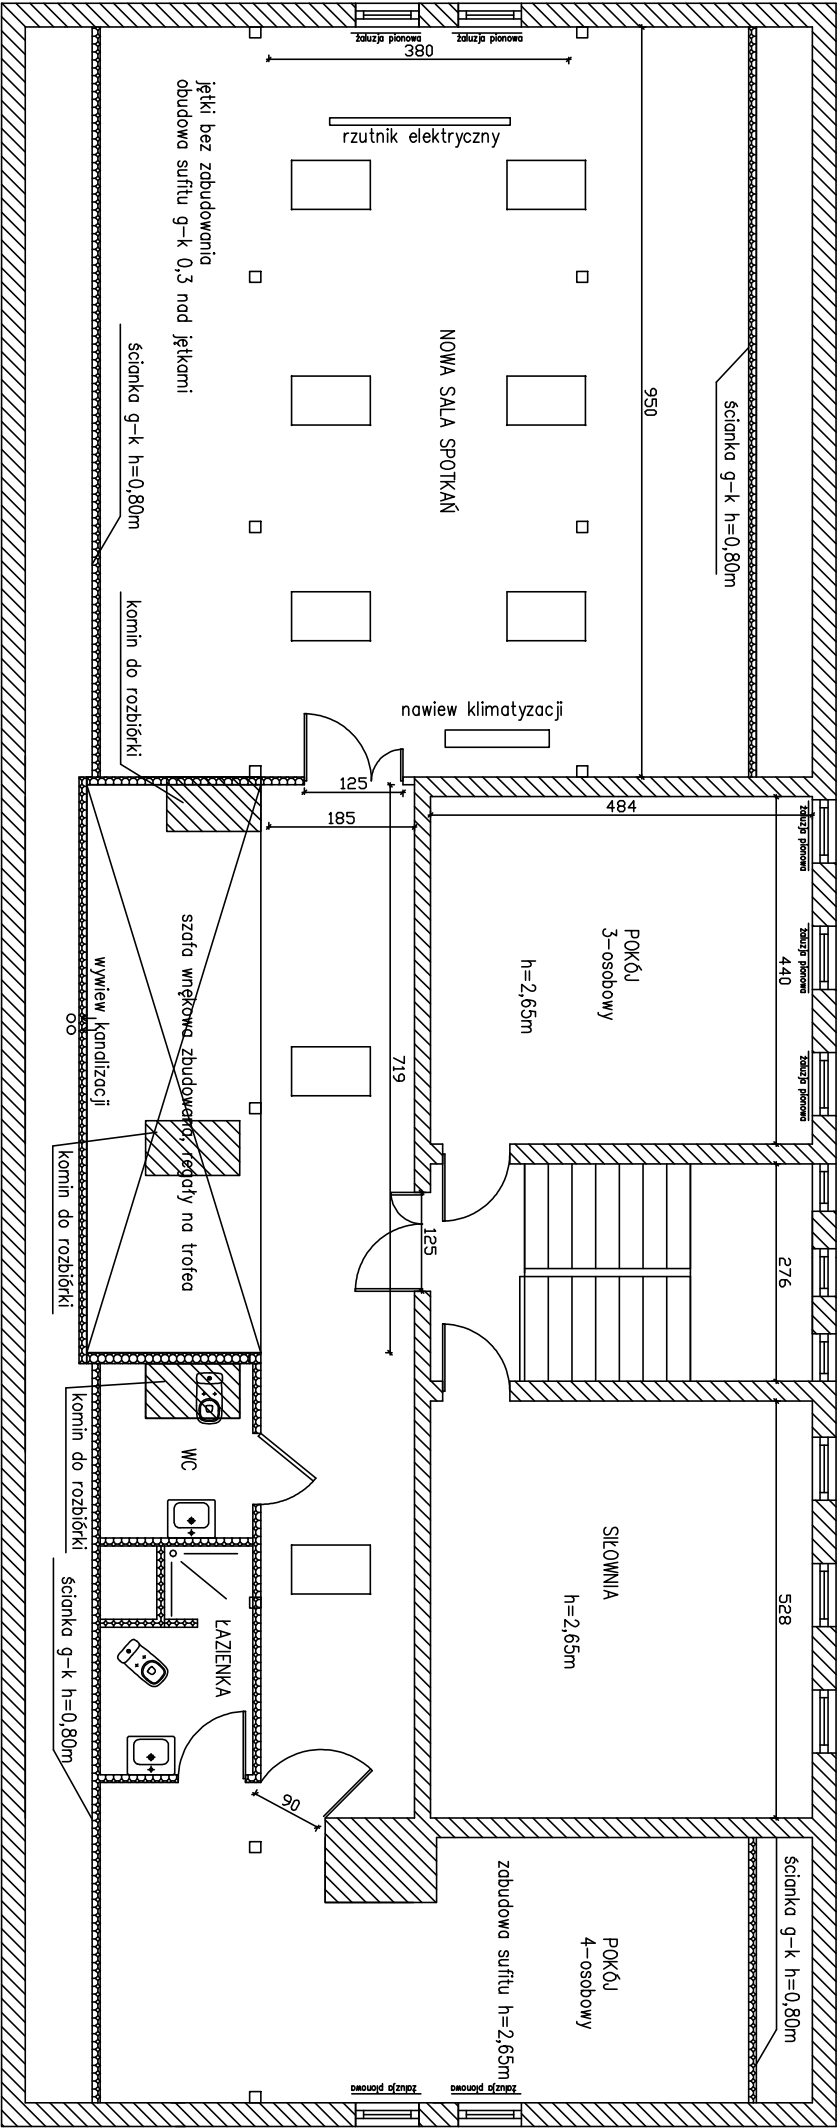 żaluzja pionowa
żaluzja pionowa
380
rzutnik elektryczny
jętki bez zabudowania
obudowa sufitu g-k 0,3 nad jętkami
ścianka g-k h=0,80m
NOWA SALA SPOTKAŃ
950
ścianka g-k h=0,80m
komin do rozbiórki
nawiew klimatyzacji
125
185
484
żaluzja pionowa
żaluzja pionowa
żaluzja pionowa
440
POKÓJ
3-osobowy
h=2,65m
719
szafa wnękowa zbudowana, regały na trofea
wywiew kanalizacji
komin do rozbiórki
125
276
komin do rozbiórki
WC
SIŁOWNIA
h=2,65m
528
ścianka g-k h=0,80m
ŁAZIENKA
90
zabudowa sufitu h=2,65m
POKÓJ
4-osobowy
ścianka g-k h=0,80m
żaluzja pionowa
żaluzja pionowa